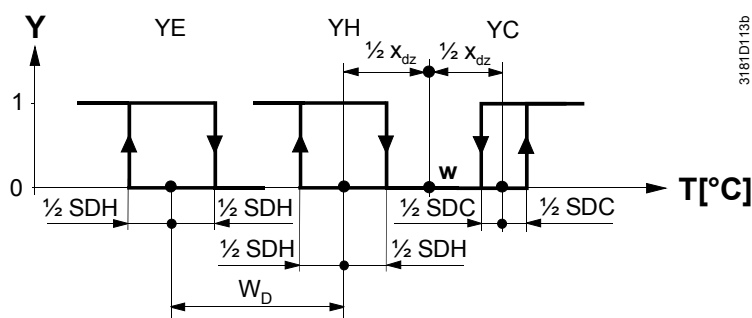 Y YE YH YC
½ x_dz ½ x_dz
1
w
0
T[°C]
½ SDH ½ SDH ½ SDC ½ SDC
½ SDH ½ SDH
W_D
3181D113b